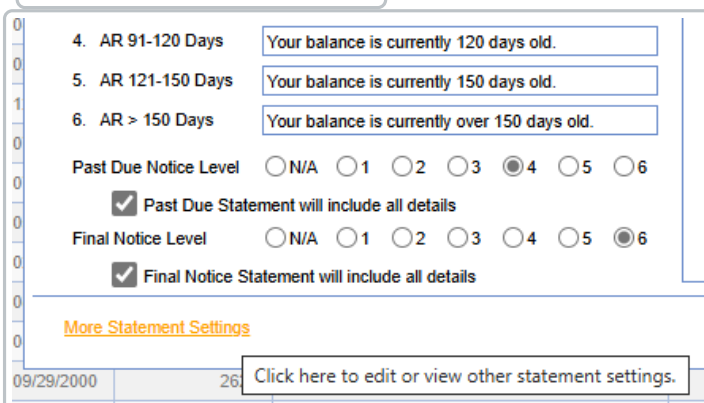 4. AR 91-120 Days Your balance is currently 120 days old.
5. AR 121-150 Days Your balance is currently 150 days old.
6. AR > 150 Days Your balance is currently over 150 days old.
Past Due Notice Level N/A 1 2 3 4 5 6
Past Due Statement will include all details
Final Notice Level N/A 1 2 3 4 5 6
Final Notice Statement will include all details
More Statement Settings
Click here to edit or view other statement settings.
09/29/2000